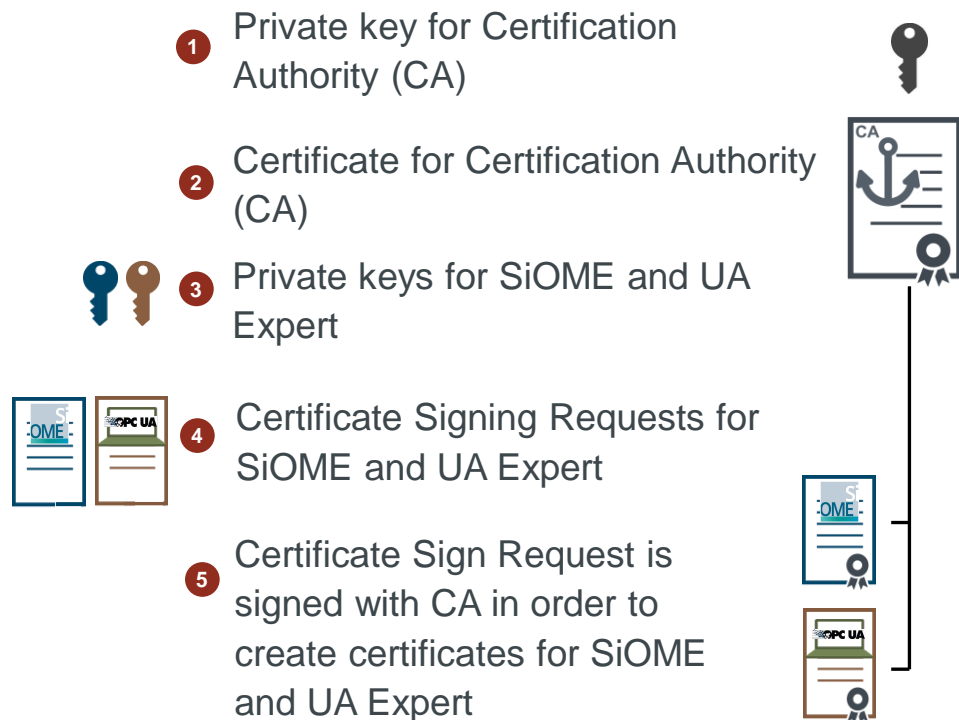 1
Private key for Certification
Authority (CA)
CA
2
Certificate for Certification Authority
(CA)
3
Private keys for SiOME and UA
Expert
Si
OME
OPC UA
4
Certificate Signing Requests for
SiOME and UA Expert
Si
OME
5
Certificate Sign Request is
signed with CA in order to
create certificates for SiOME
and UA Expert
OPC UA